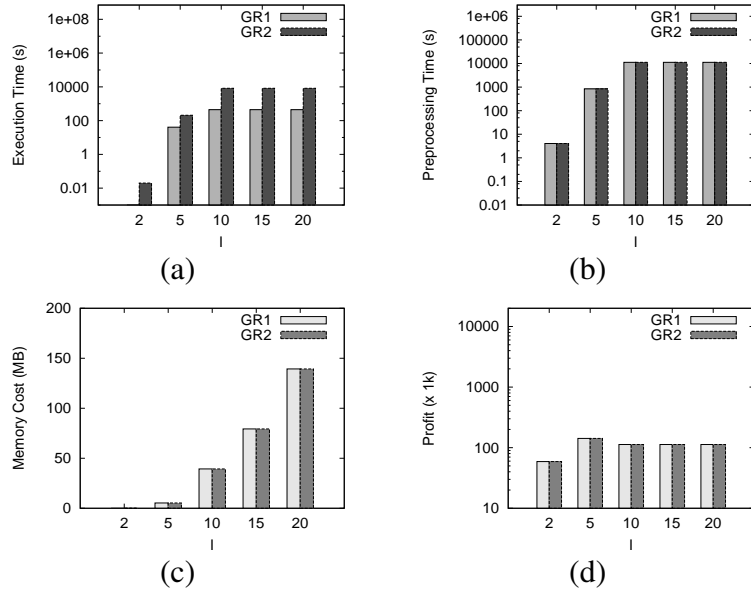 Execution Time (s)
1e+08
1e+06
10000
100
1
0.01
2 5 10 15 20
l
GR1
GR2
(a)
Preprocessing Time (s)
1e+06
100000
10000
1000
100
10
1
0.1
0.01
2 5 10 15 20
l
GR1
GR2
(b)
Memory Cost (MB)
200
150
100
50
0
2 5 10 15 20
l
GR1
GR2
(c)
Profit (x 1k)
10000
1000
100
10
2 5 10 15 20
l
GR1
GR2
(d)